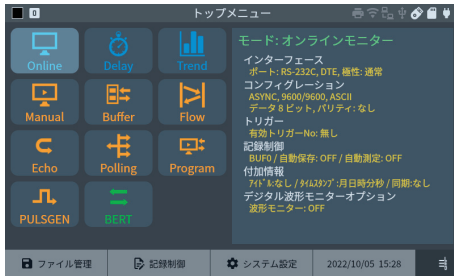 0
トップメニュー
Online
Delay
Trend
Manual
Buffer
Flow
Echo
Polling
Program
PULSGEN
BERT
モード: オンラインモニター
インターフェース
ポート: RS-232C, DTE, 極性: 通常
コンフィグレーション
ASYNC, 9600/9600, ASCII
データ 8 ビット, パリティ: なし
トリガー
有効トリガーNo: 無し
記録制御
BUF0 / 自動保存: OFF / 自動測定: OFF
付加情報
ｱｲﾄﾞﾙ:なし / ﾀｲﾑｽﾀﾝﾌﾟ:月日時分秒 / 同期:なし
デジタル波形モニターオプション
波形モニター: OFF
ファイル管理
記録制御
システム設定
2022/10/05 15:28